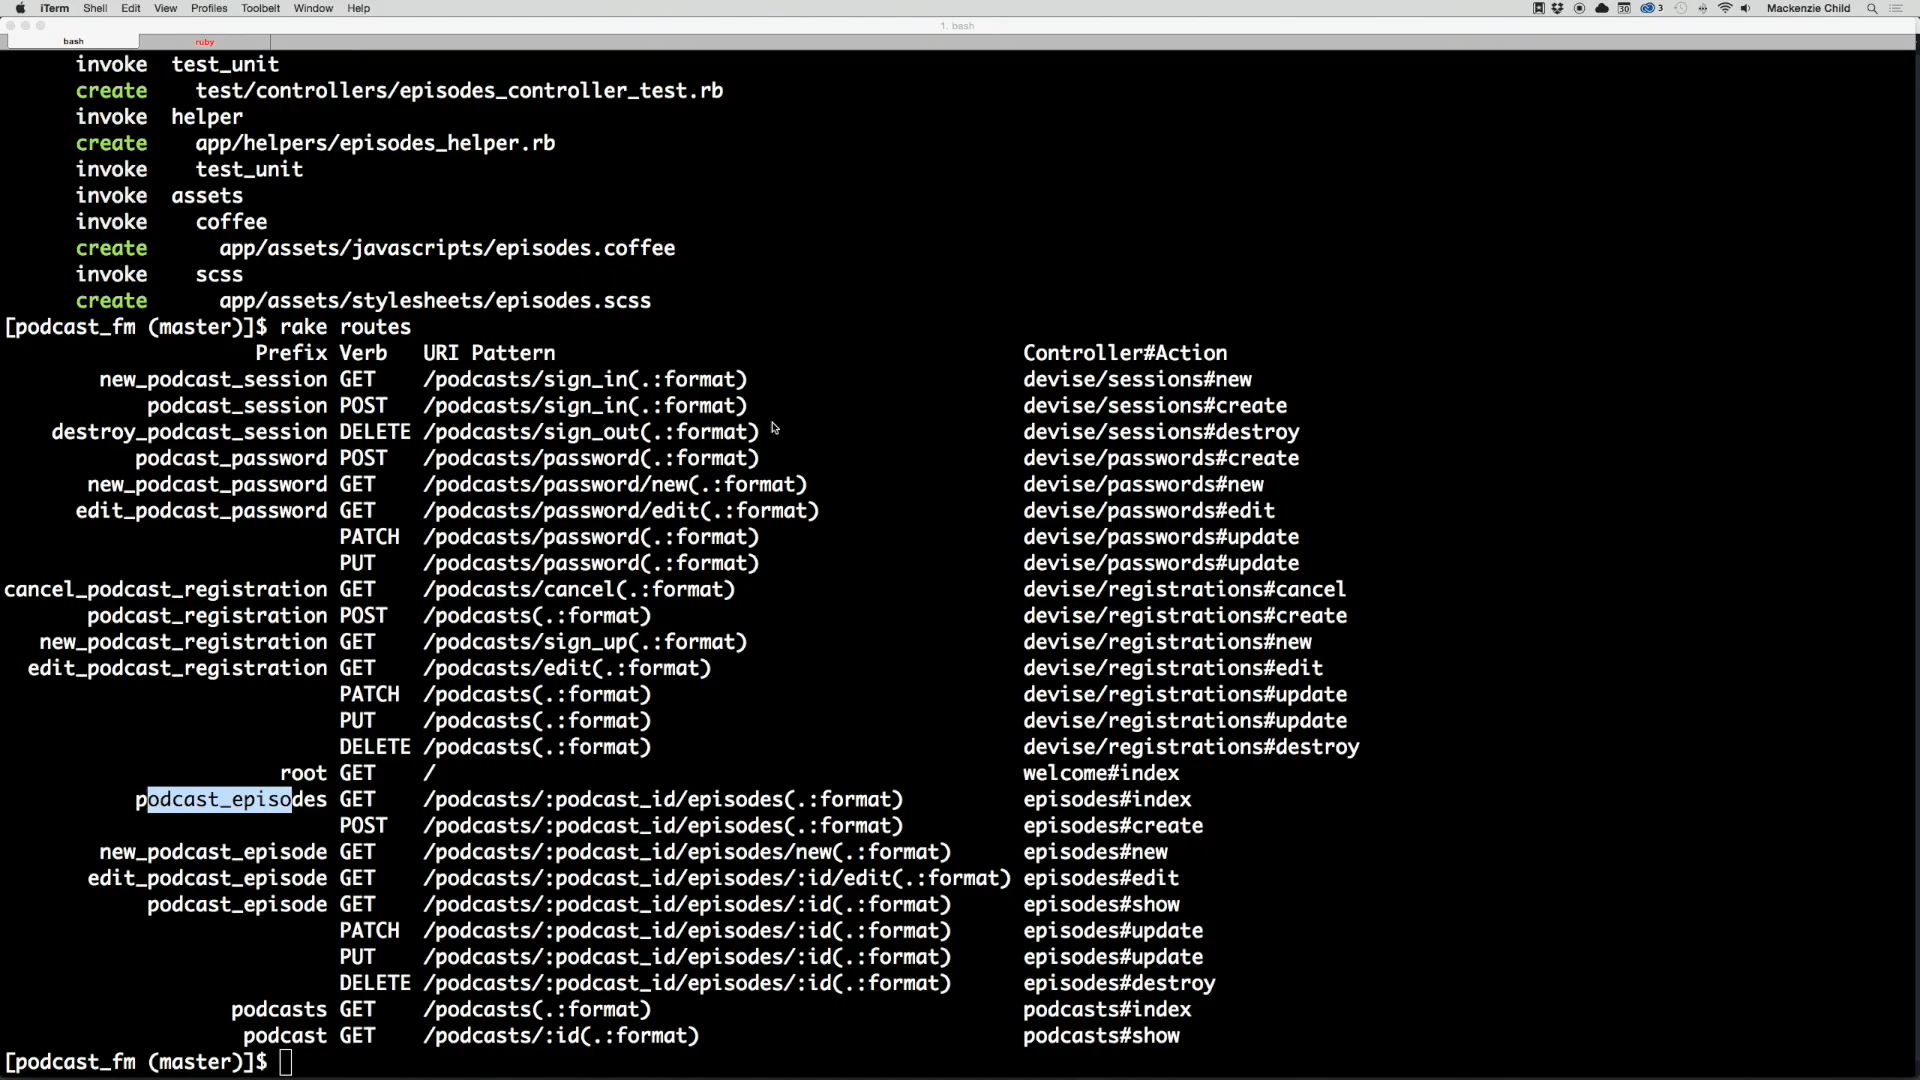 iTerm Shell Edit View Profiles Toolbelt Window Help 30 3 Mackenzie Child
1. bash
bash ruby
invoke test_unit
create test/controllers/episodes_controller_test.rb
invoke helper
create app/helpers/episodes_helper.rb
invoke test_unit
invoke assets
invoke coffee
create app/assets/javascripts/episodes.coffee
invoke scss
create app/assets/stylesheets/episodes.scss
[podcast_fm (master)]$ rake routes
Prefix Verb URI Pattern Controller#Action
new_podcast_session GET /podcasts/sign_in(.:format) devise/sessions#new
podcast_session POST /podcasts/sign_in(.:format) devise/sessions#create
destroy_podcast_session DELETE /podcasts/sign_out(.:format) devise/sessions#destroy
podcast_password POST /podcasts/password(.:format) devise/passwords#create
new_podcast_password GET /podcasts/password/new(.:format) devise/passwords#new
edit_podcast_password GET /podcasts/password/edit(.:format) devise/passwords#edit
PATCH /podcasts/password(.:format) devise/passwords#update
PUT /podcasts/password(.:format) devise/passwords#update
cancel_podcast_registration GET /podcasts/cancel(.:format) devise/registrations#cancel
podcast_registration POST /podcasts(.:format) devise/registrations#create
new_podcast_registration GET /podcasts/sign_up(.:format) devise/registrations#new
edit_podcast_registration GET /podcasts/edit(.:format) devise/registrations#edit
PATCH /podcasts(.:format) devise/registrations#update
PUT /podcasts(.:format) devise/registrations#update
DELETE /podcasts(.:format) devise/registrations#destroy
root GET / welcome#index
podcast_episodes GET /podcasts/:podcast_id/episodes(.:format) episodes#index
POST /podcasts/:podcast_id/episodes(.:format) episodes#create
new_podcast_episode GET /podcasts/:podcast_id/episodes/new(.:format) episodes#new
edit_podcast_episode GET /podcasts/:podcast_id/episodes/:id/edit(.:format) episodes#edit
podcast_episode GET /podcasts/:podcast_id/episodes/:id(.:format) episodes#show
PATCH /podcasts/:podcast_id/episodes/:id(.:format) episodes#update
PUT /podcasts/:podcast_id/episodes/:id(.:format) episodes#update
DELETE /podcasts/:podcast_id/episodes/:id(.:format) episodes#destroy
podcasts GET /podcasts(.:format) podcasts#index
podcast GET /podcasts/:id(.:format) podcasts#show
[podcast_fm (master)]$